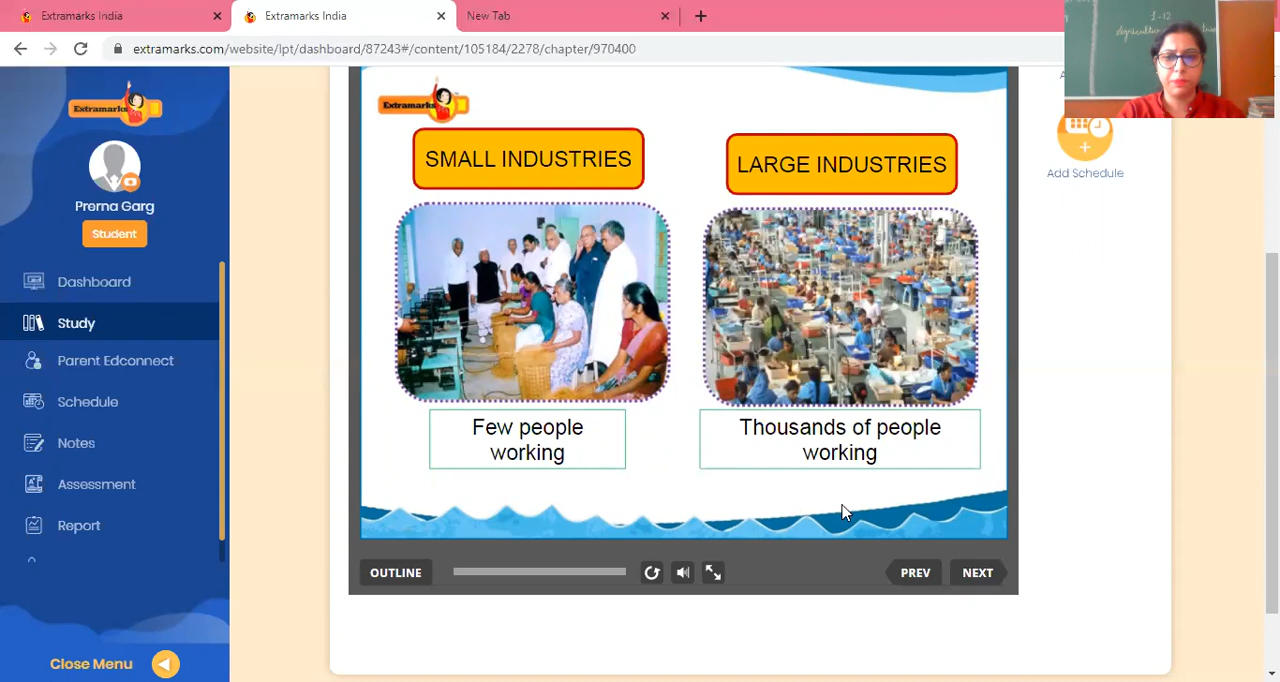 Extramarks India
Extramarks India
New Tab
extramarks.com/website/lpt/dashboard/87243#/content/105184/2278/chapter/970400
Extramarks
Prerna Garg
Student
Dashboard
Study
Parent Edconnect
Schedule
Notes
Assessment
Report
Close Menu
Extramarks
SMALL INDUSTRIES
LARGE INDUSTRIES
Few people
working
Thousands of people
working
OUTLINE
PREV
NEXT
Add Schedule